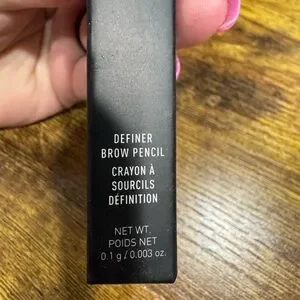 DEFINER
BROW PENCIL
CRAYON À
SOURCILS
DÉFINITION
NET WT.
POIDS NET
0.1 g / 0.003 oz.